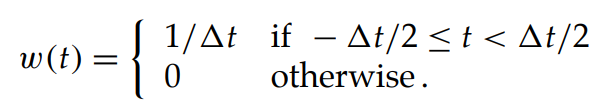 w(t) = { 1/Δt if − Δt/2 ≤ t < Δt/2
0 otherwise.